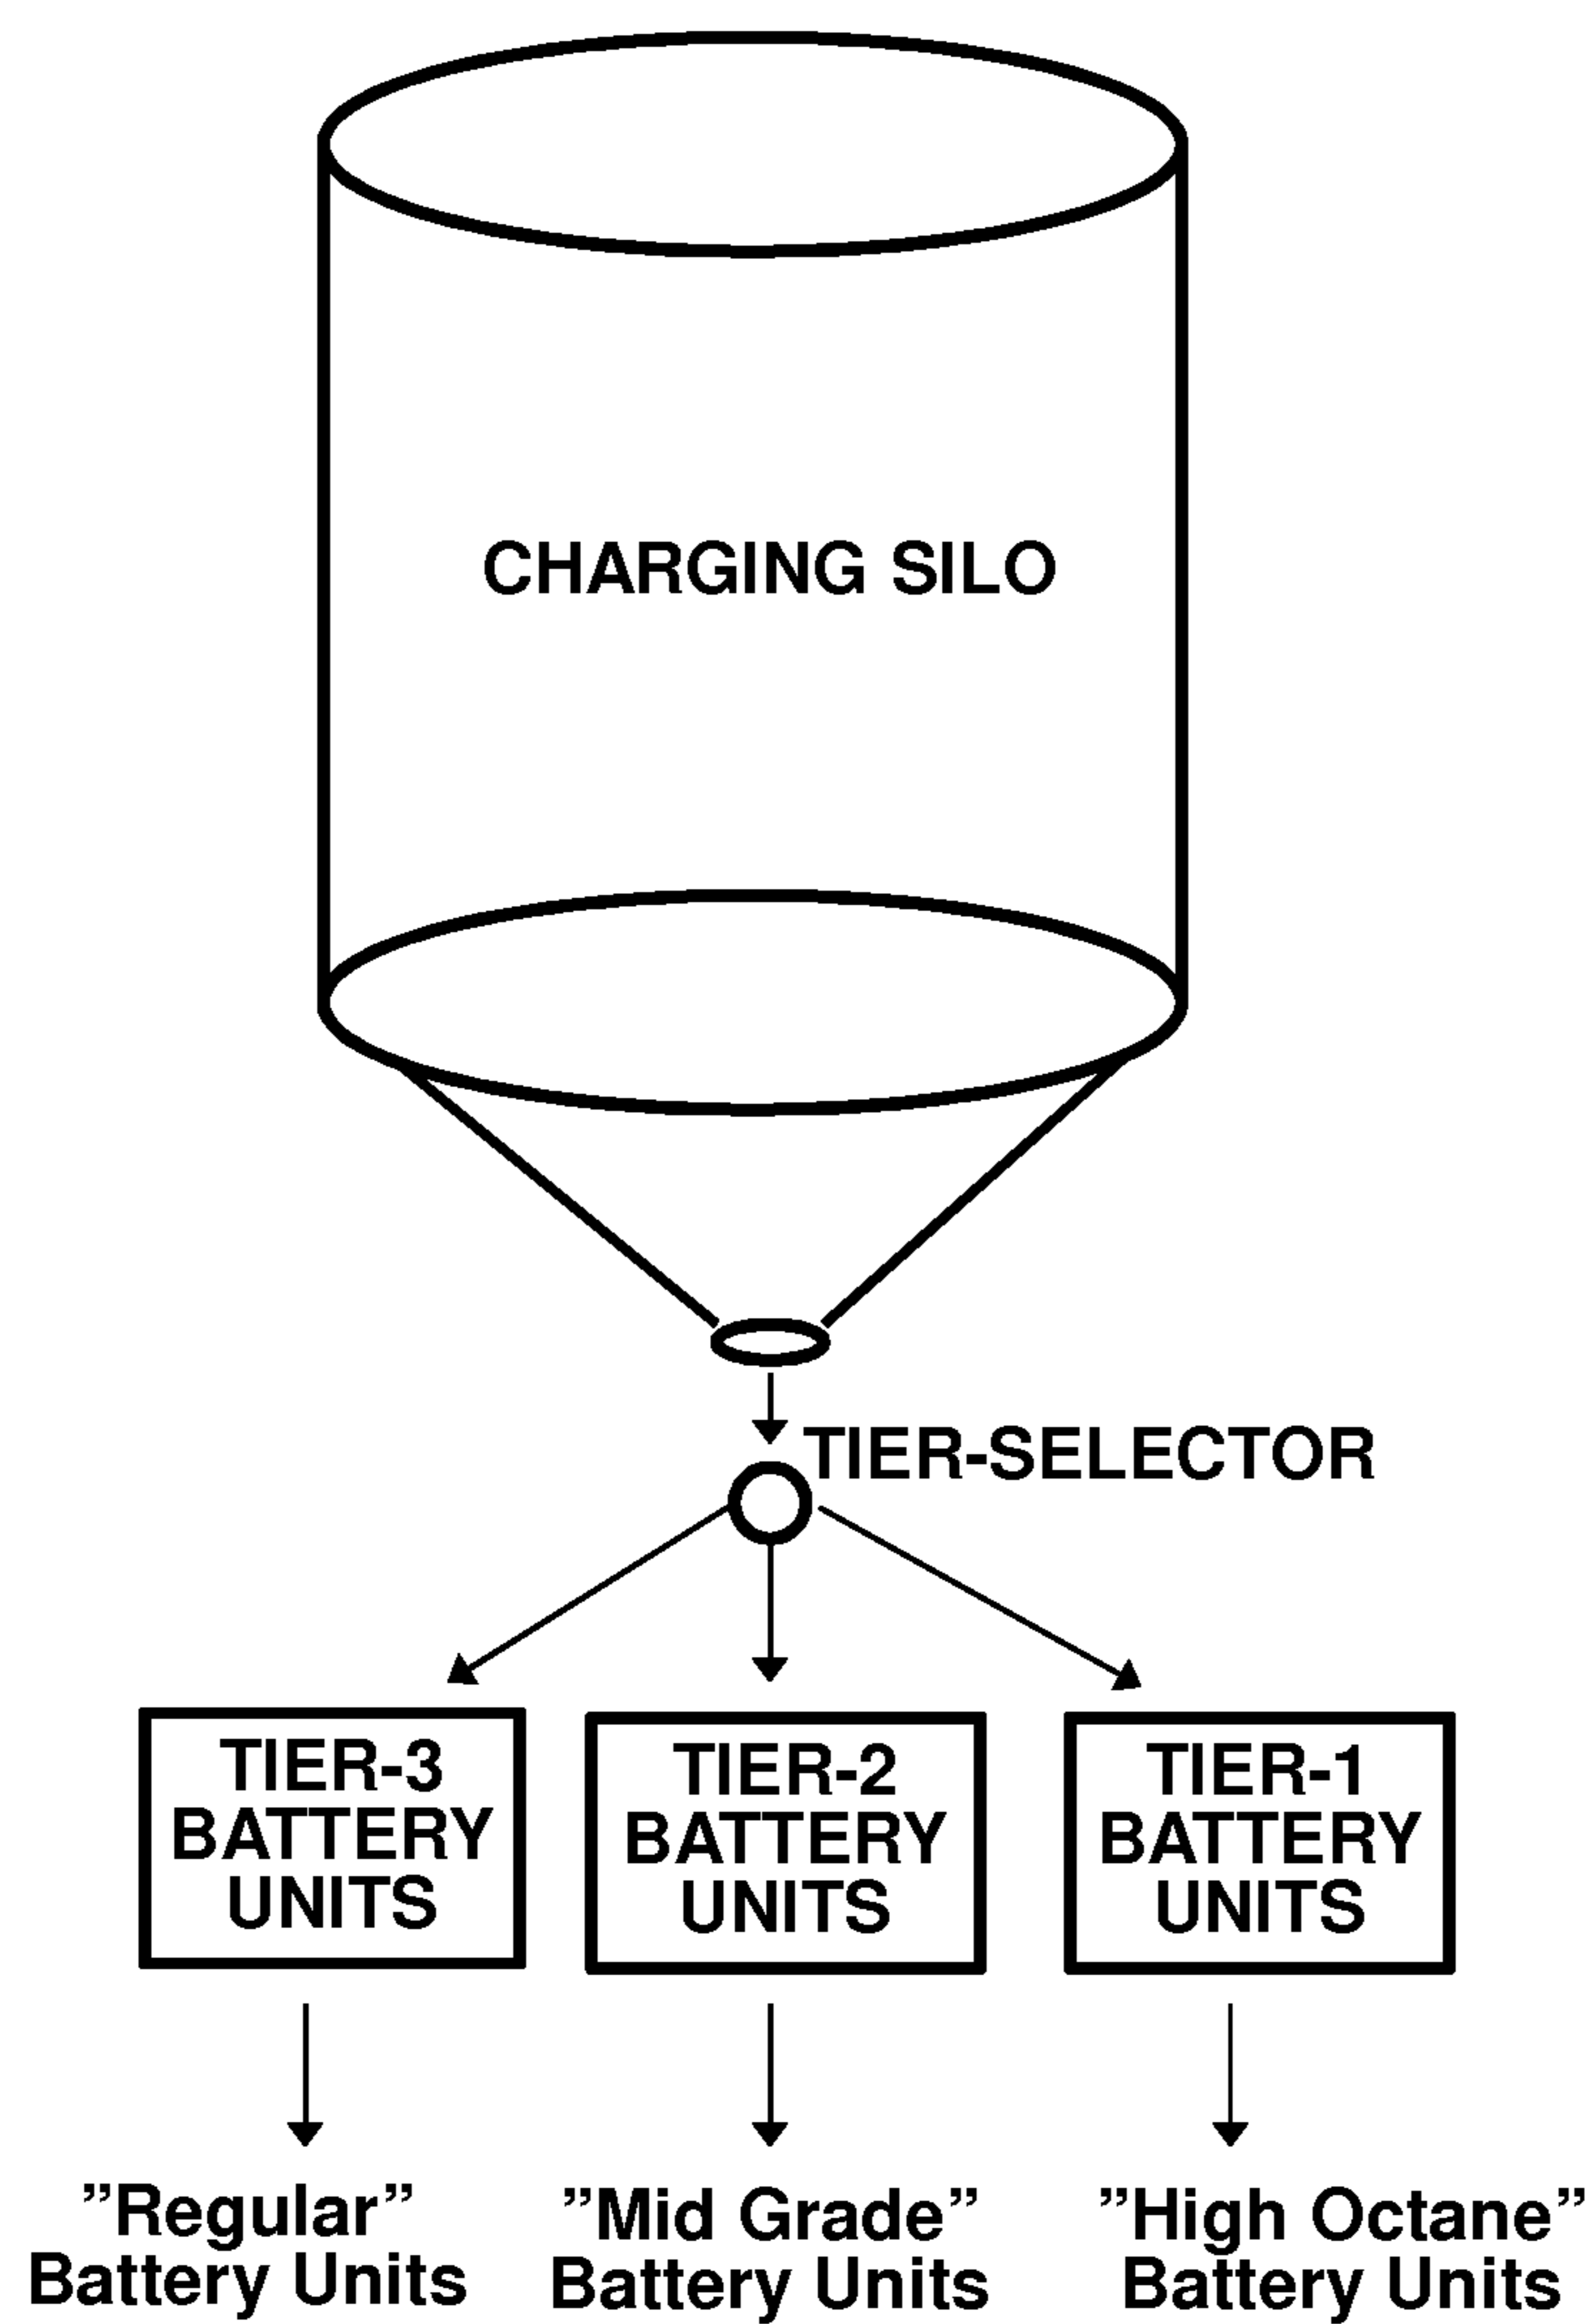 CHARGING SILO
TIER-SELECTOR
TIER-3
BATTERY
UNITS
TIER-2
BATTERY
UNITS
TIER-1
BATTERY
UNITS
”Regular”
Battery Units
”Mid Grade”
Battery Units
”High Octane”
Battery Units